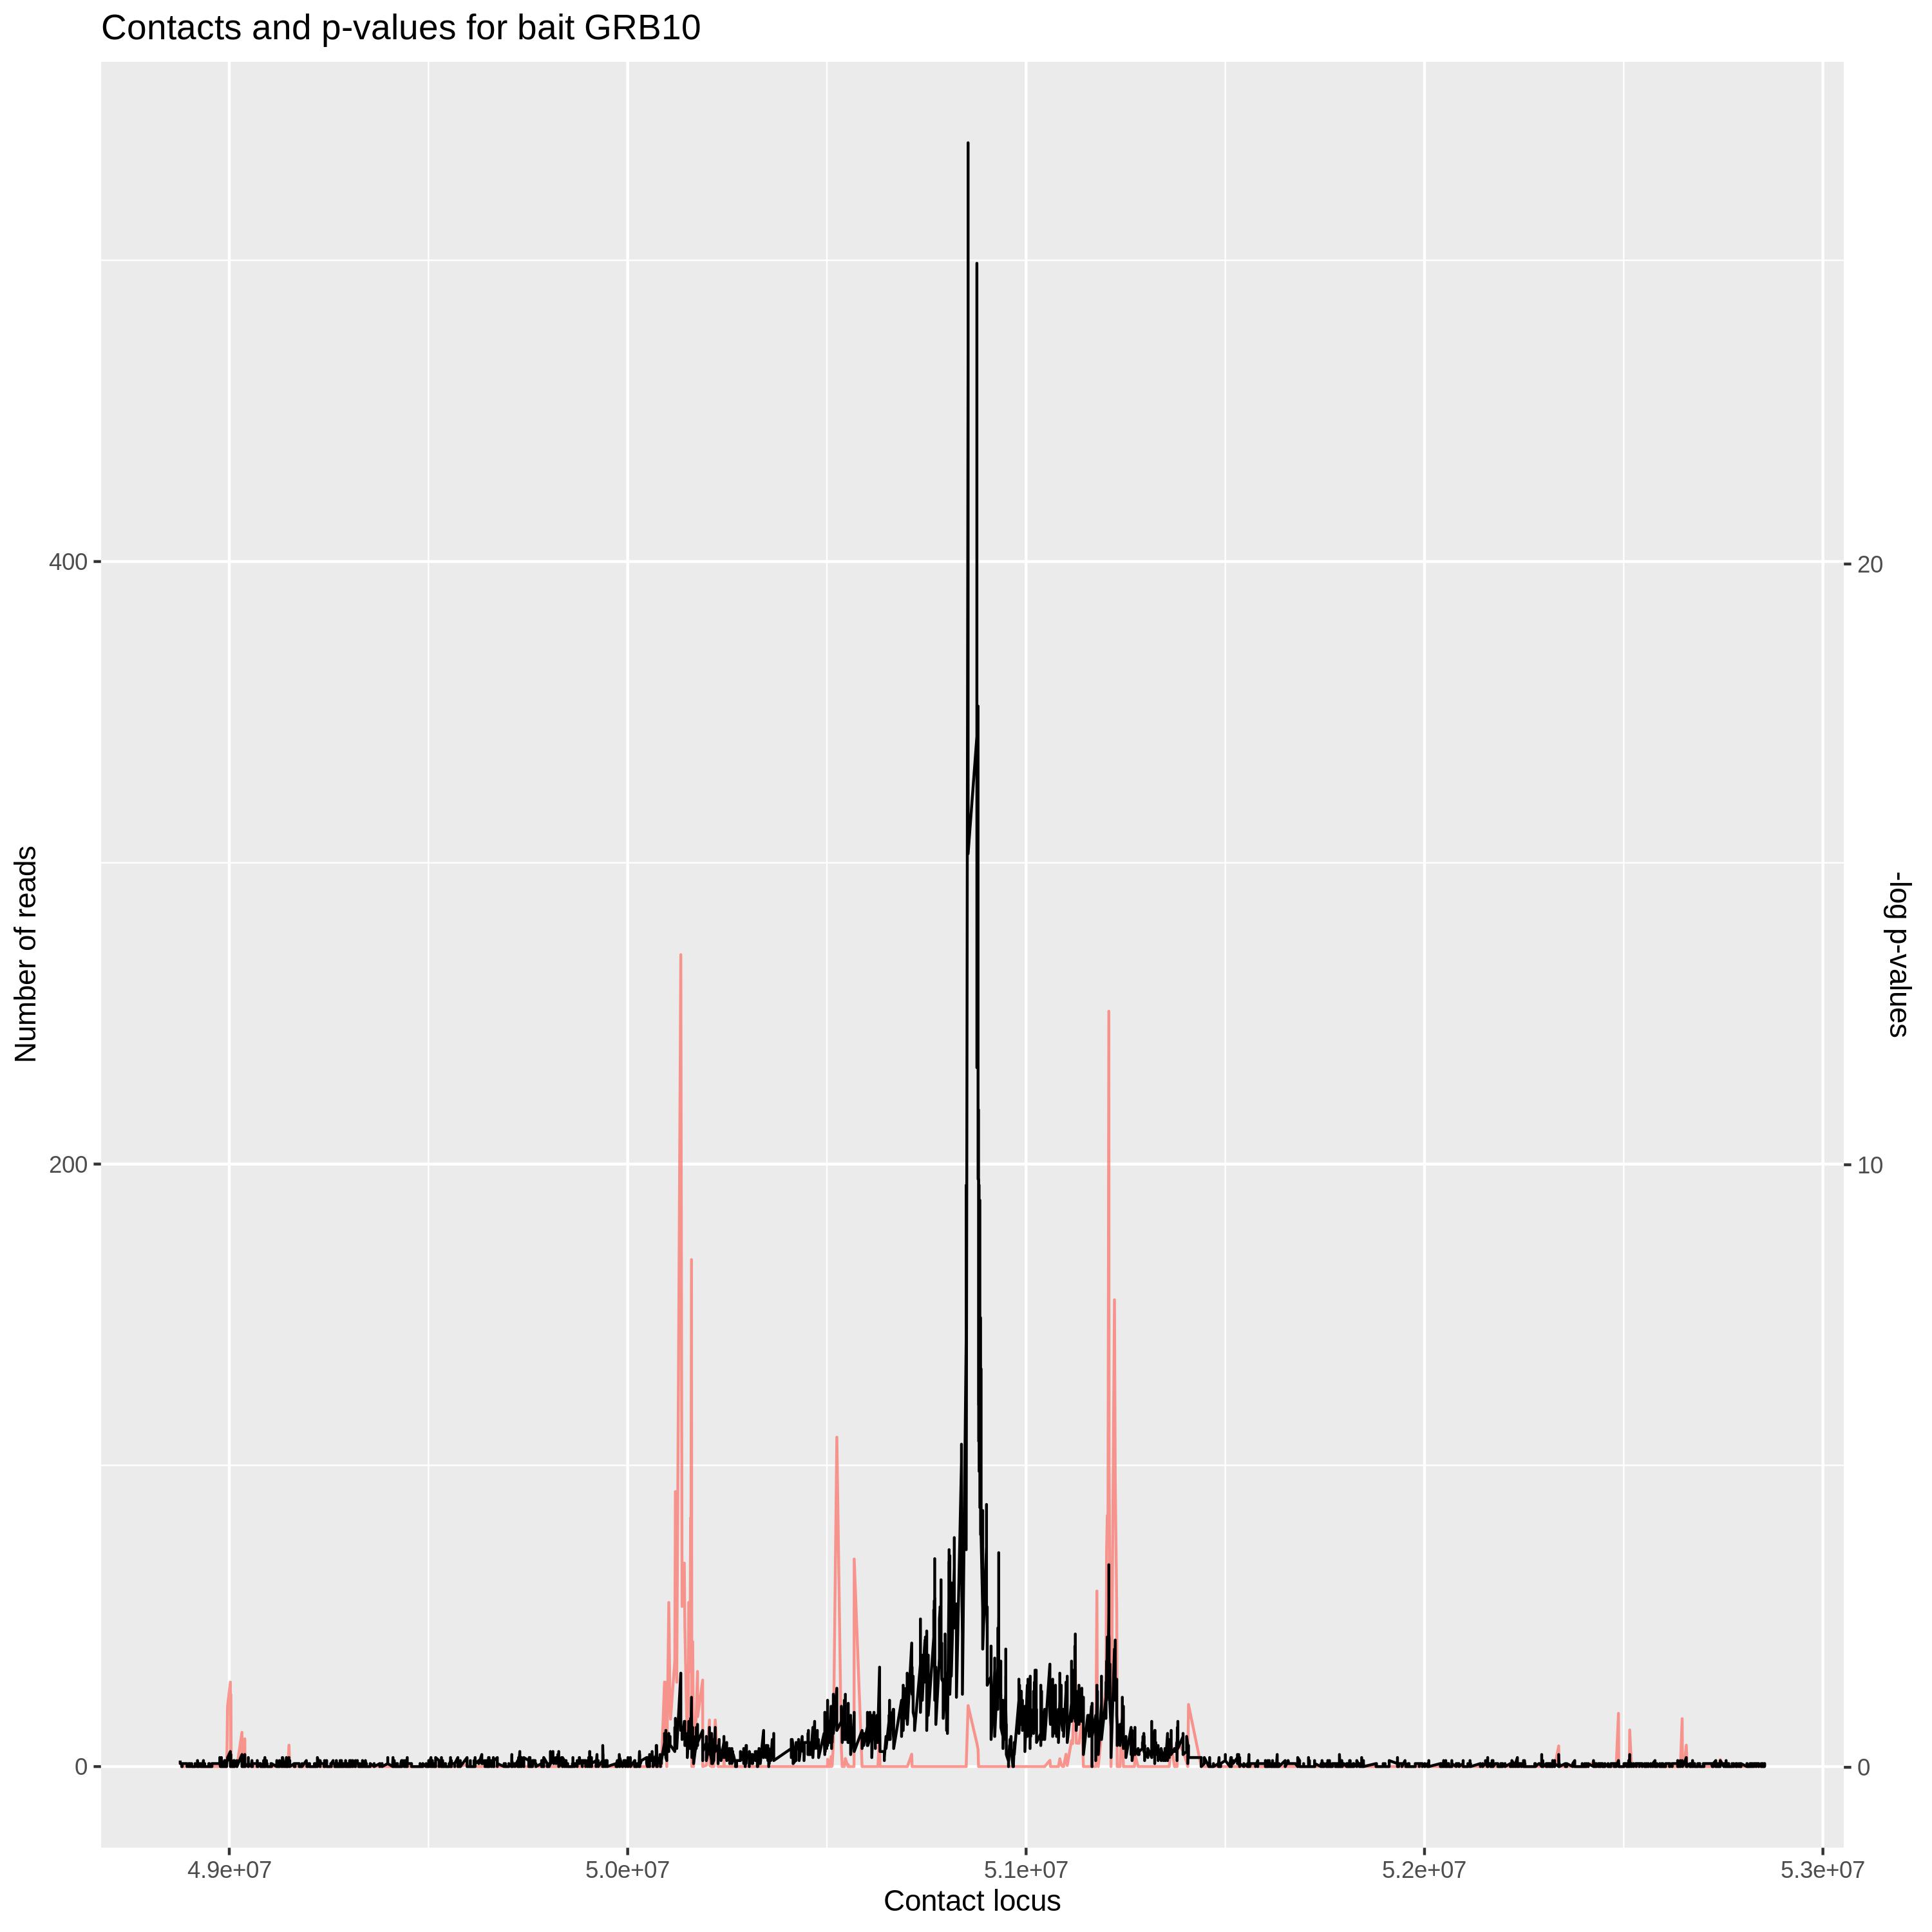 Contacts and p-values for bait GRB10
Number of reads
400
200
0
20
10
0
-log p-values
4.9e+07 5.0e+07 5.1e+07 5.2e+07 5.3e+07
Contact locus